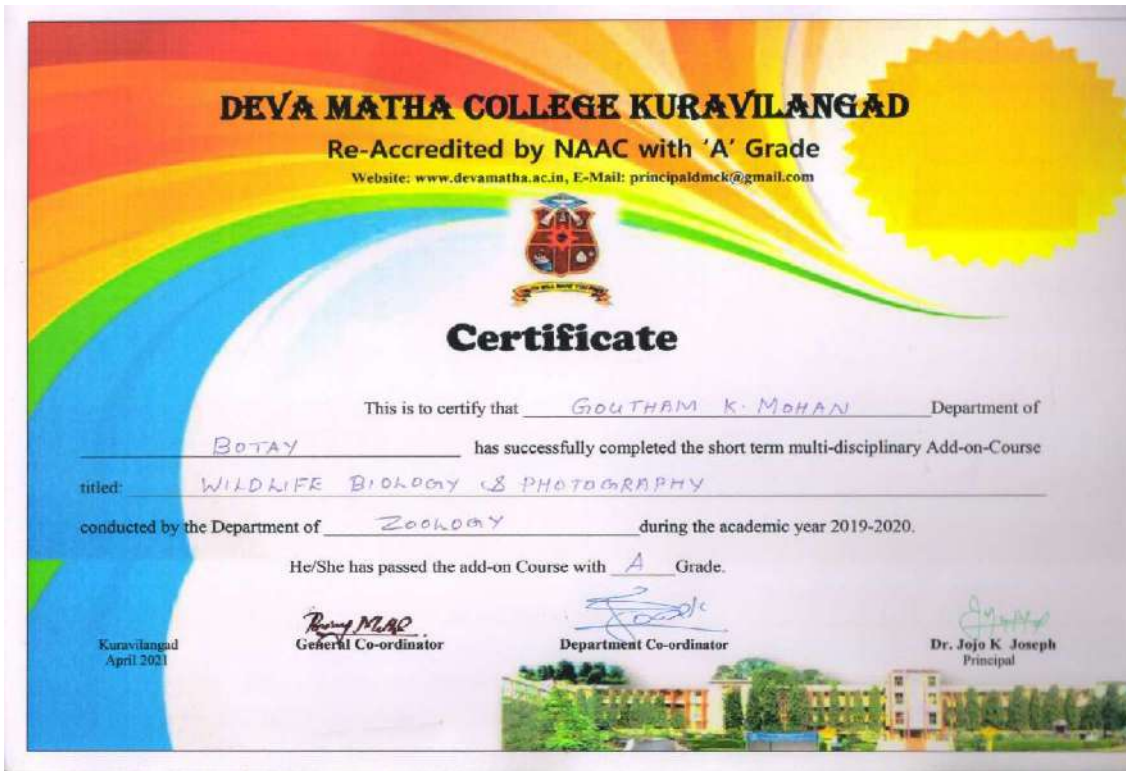 DEVA MATHA COLLEGE KURAVILANGAD
Re-Accredited by NAAC with 'A' Grade
Website: www.devamatha.ac.in, E-Mail: principaldmck@gmail.com
Certificate
This is to certify that GOUTHAM K. MOHAN Department of
BOTAY has successfully completed the short term multi-disciplinary Add-on-Course
titled: WILDLIFE BIOLOGY & PHOTOGRAPHY
conducted by the Department of ZOOLOGY during the academic year 2019-2020.
He/She has passed the add-on Course with A Grade.
Kuravilangad
April 2021
General Co-ordinator
Department Co-ordinator
Dr. Jojo K Joseph
Principal